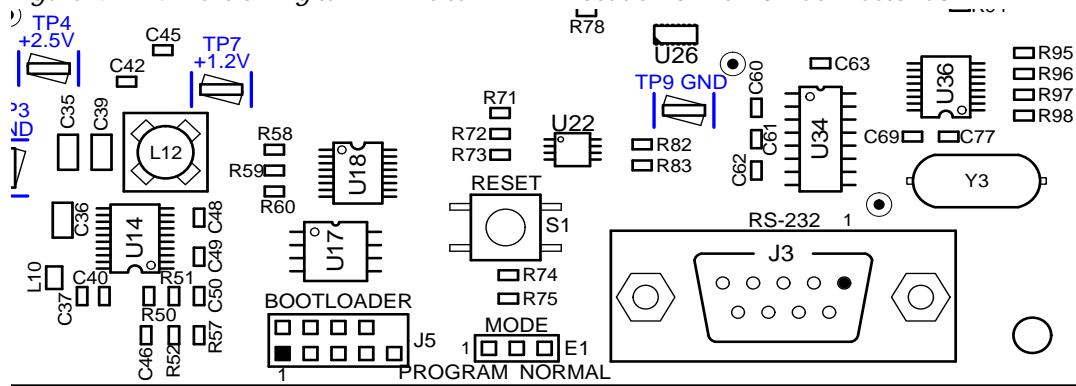 R78
TP4
+2.5V
C45
TP7
+1.2V
C42
U26
C60
C63
U36
R95
R96
R97
R98
C35
C39
TP9 GND
R71
R72
R73
U22
R82
R83
C61
C62
U34
C69
C77
L12
R58
R59
R60
U18
RESET
S1
Y3
C36
U14
C48
C49
U17
RS-232 1
J3
L10
C37
C40
R51
C50
R50
R74
R75
BOOTLOADER
J5
1
MODE
1
E1
C46
R52
R57
PROGRAM NORMAL